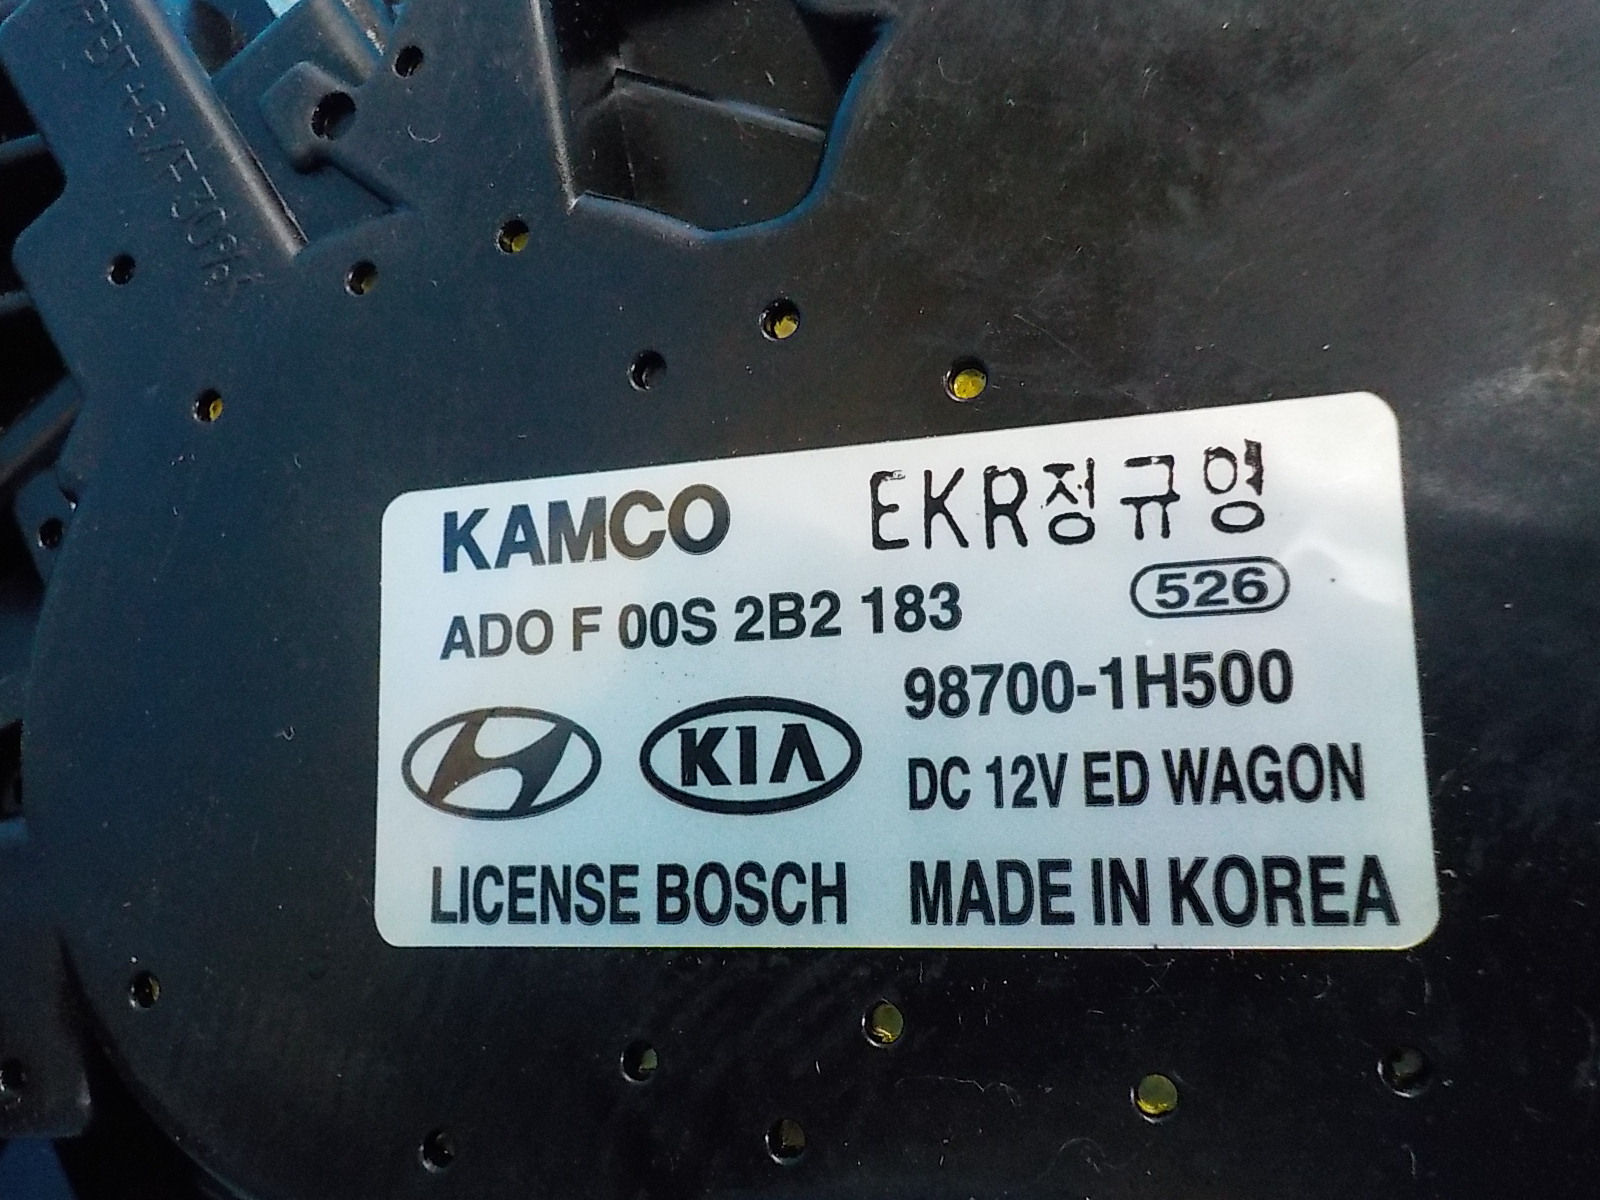 KAMCO EKR정규영
ADO F 00S 2B2 183 526
98700-1H500
KIA
DC 12V ED WAGON
LICENSE BOSCH MADE IN KOREA